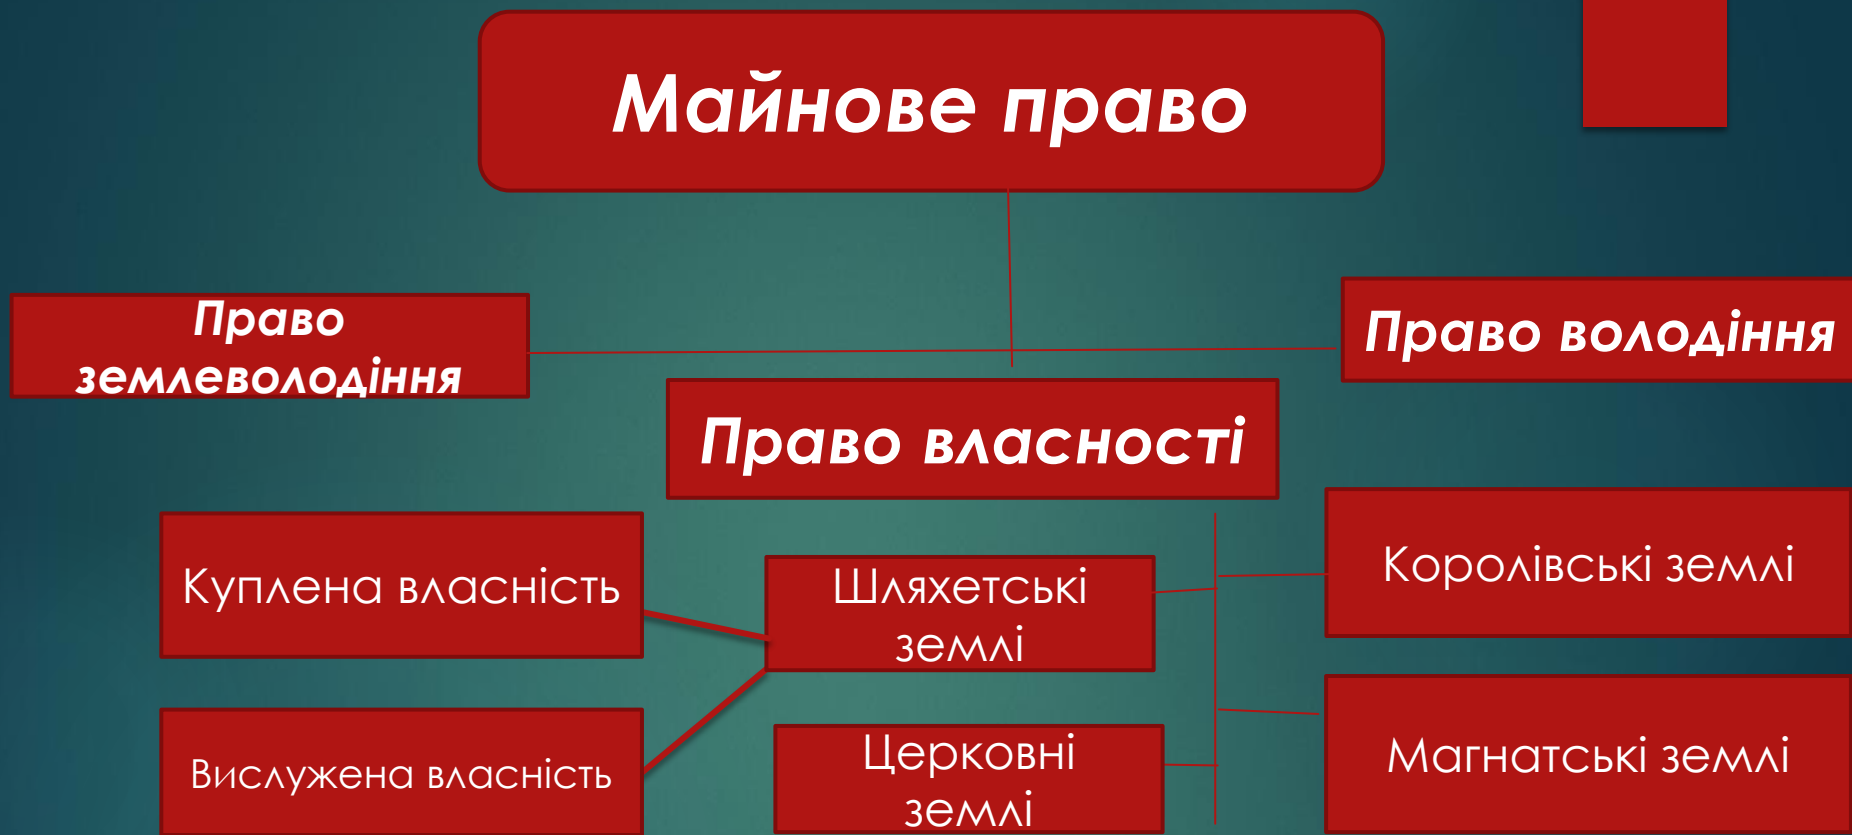 Майнове право
Право
землеволодіння
Право володіння
Право власності
Куплена власність
Шляхетські
землі
Королівські землі
Вислужена власність
Церковні
землі
Магнатські землі